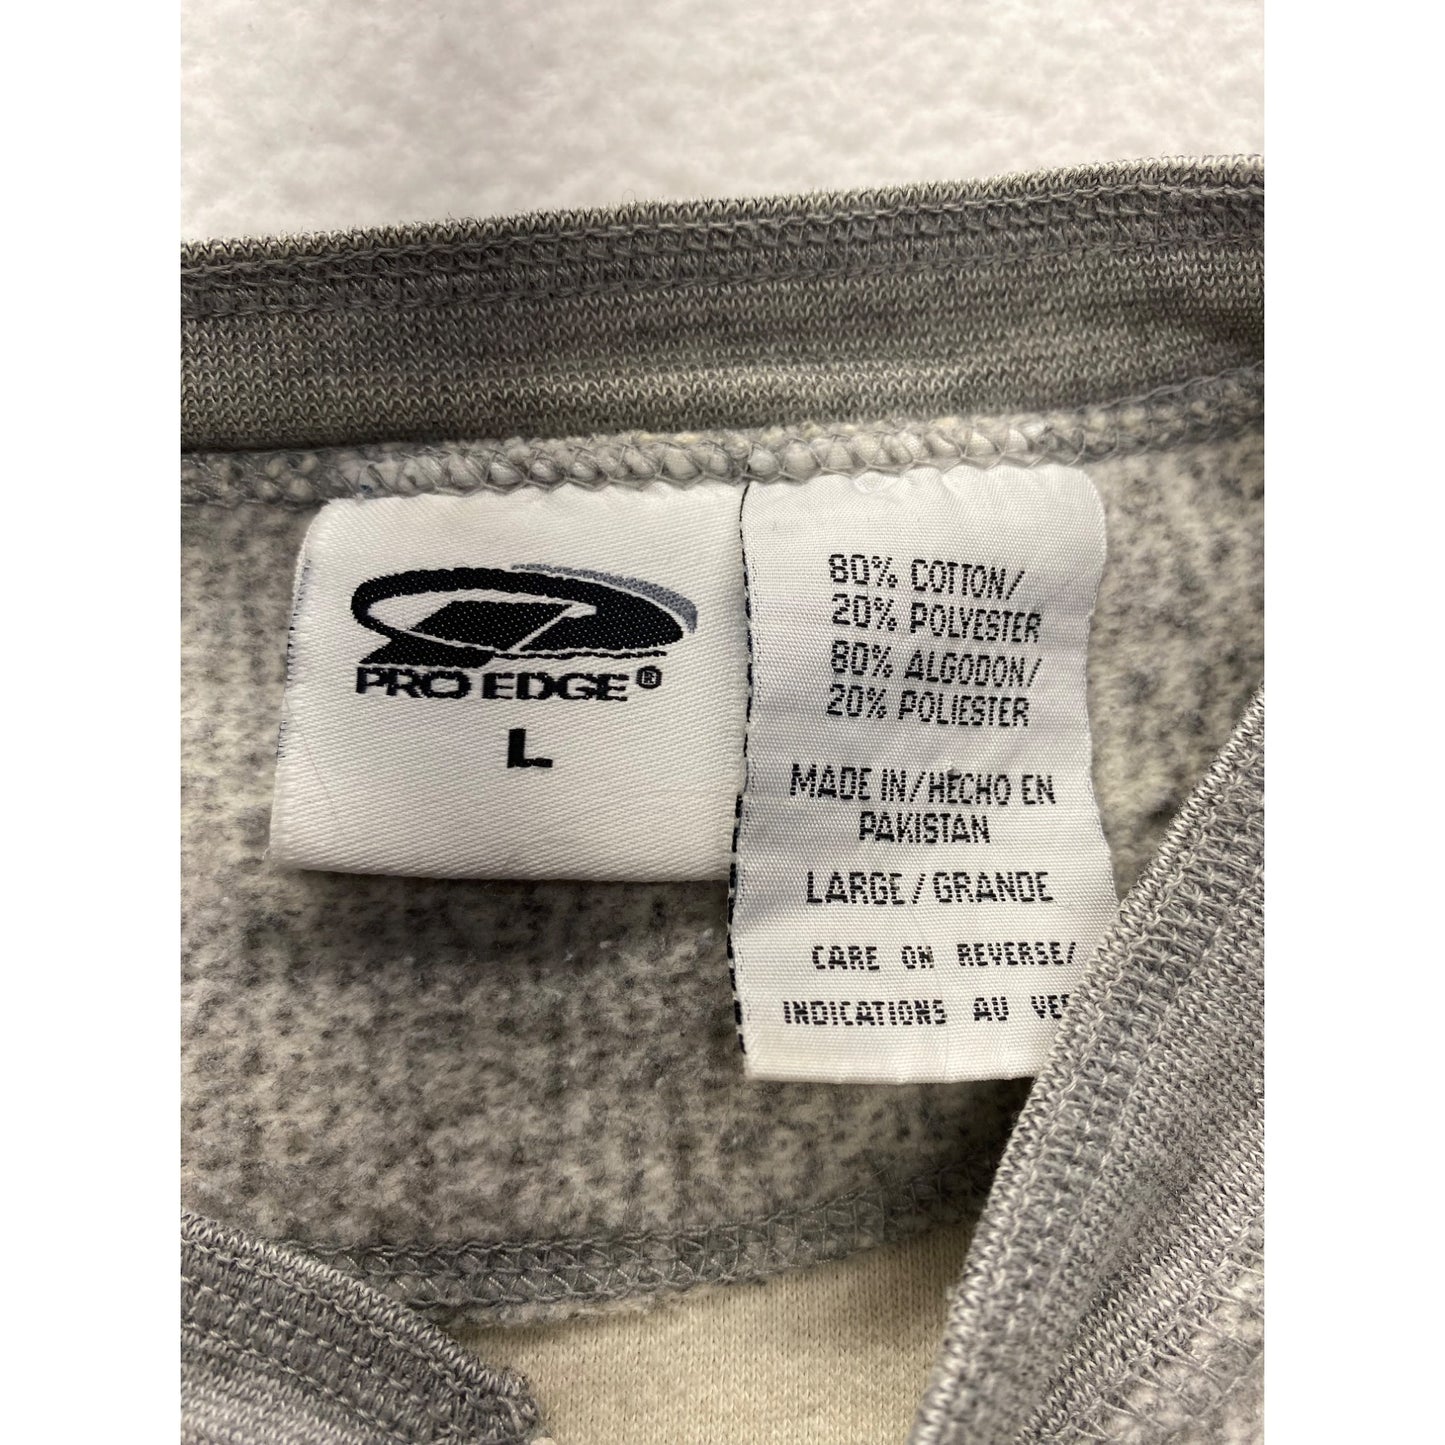 PRO EDGE®
L
80% COTTON/
20% POLYESTER
80% ALGODON/
20% POLIESTER
MADE IN/HECHO EN
PAKISTAN
LARGE/GRANDE
CARE ON REVERSE/
INDICATIONS AU